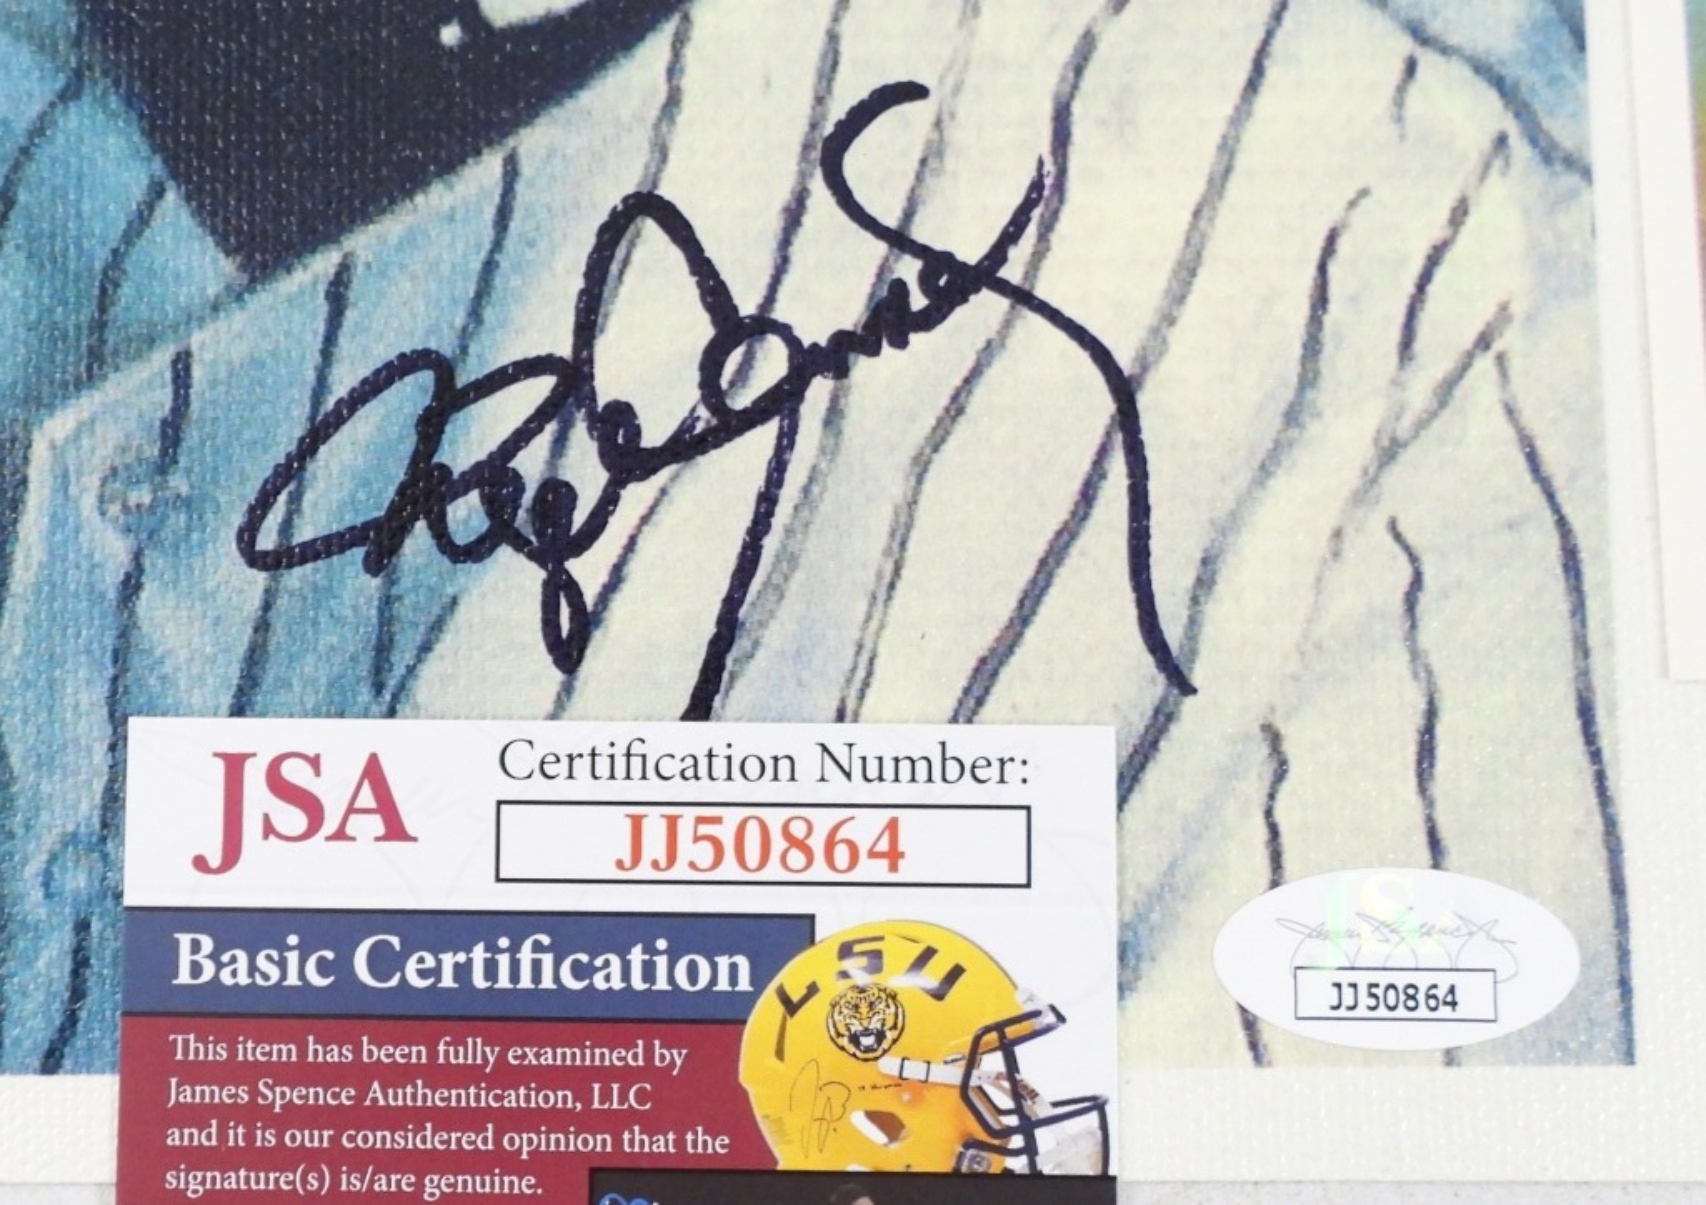 JSA
Certification Number:
JJ50864
Basic Certification
LSU
This item has been fully examined by
James Spence Authentication, LLC
and it is our considered opinion that the
signature(s) is/are genuine.
JSA
JJ50864